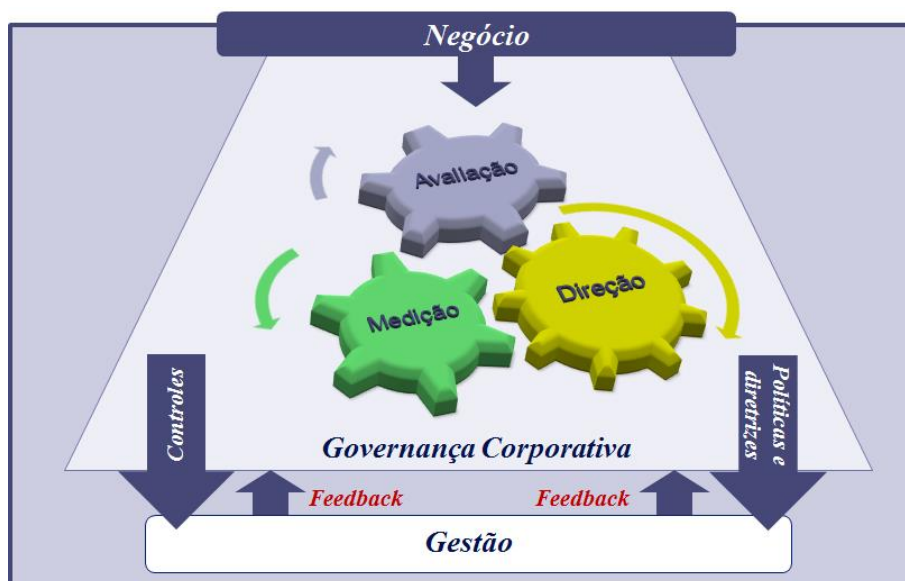 Negócio
Avaliação
Direção
Medição
Controles
Políticas e
diretrizes
Governança Corporativa
Feedback
Feedback
Gestão